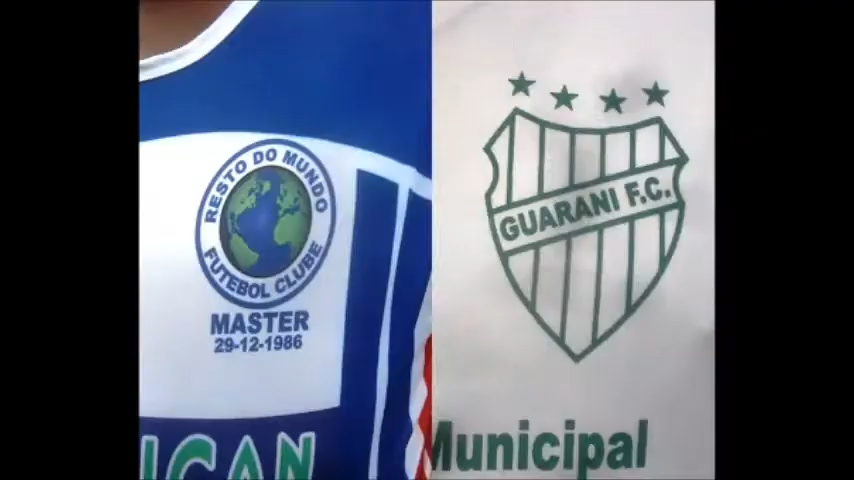 RESTO DO MUNDO
FUTEBOL CLUBE
MASTER
29-12-1986
GUARANI F.C.
Municipal